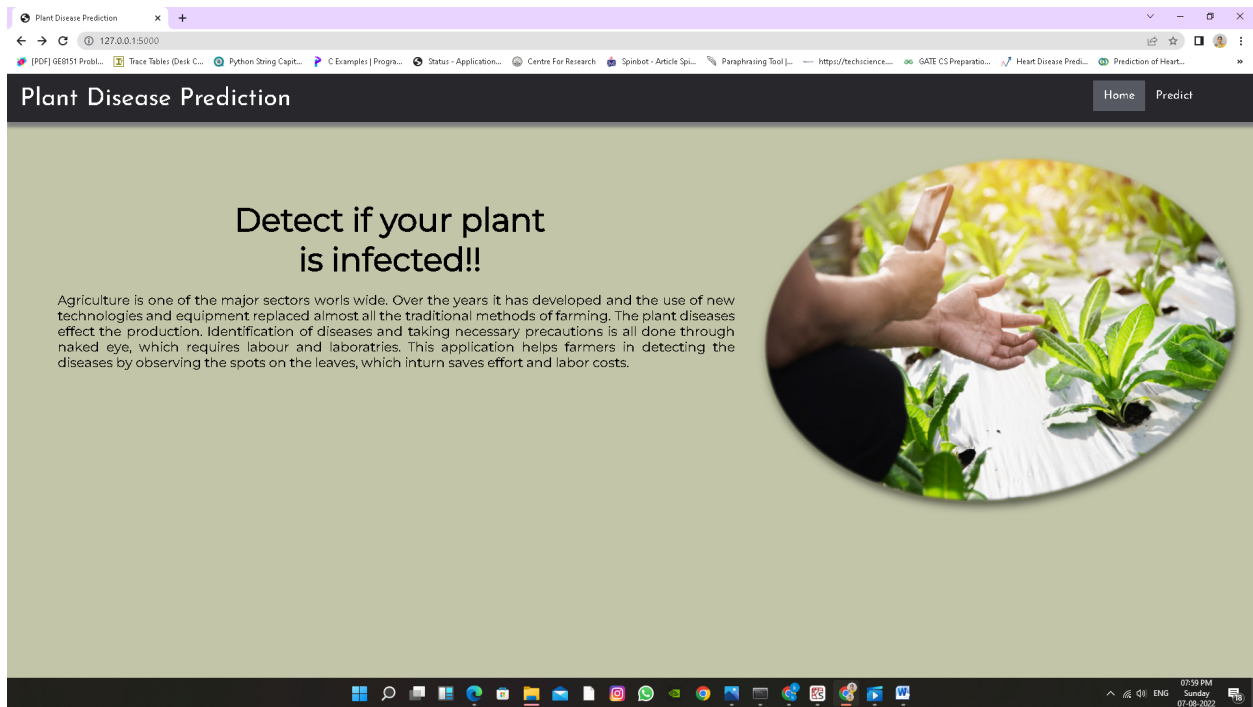 Plant Disease Prediction
127.0.0.1:5000
[PDF] GE8151 Probl... Trace Tables (Desk C... Python String Capit... C Examples | Progra... Status - Application... Centre For Research Spinbot - Article Spi... Paraphrasing Tool |... https://techscience.... GATE CS Preparatio... Heart Disease Predi... Prediction of Heart... »
Plant Disease Prediction Home Predict
Detect if your plant
is infected!!
Agriculture is one of the major sectors worls wide. Over the years it has developed and the use of new
technologies and equipment replaced almost all the traditional methods of farming. The plant diseases
effect the production. Identification of diseases and taking necessary precautions is all done through
naked eye, which requires labour and laboratries. This application helps farmers in detecting the
diseases by observing the spots on the leaves, which inturn saves effort and labor costs.
07:59 PM
ENG Sunday
07-08-2022
18